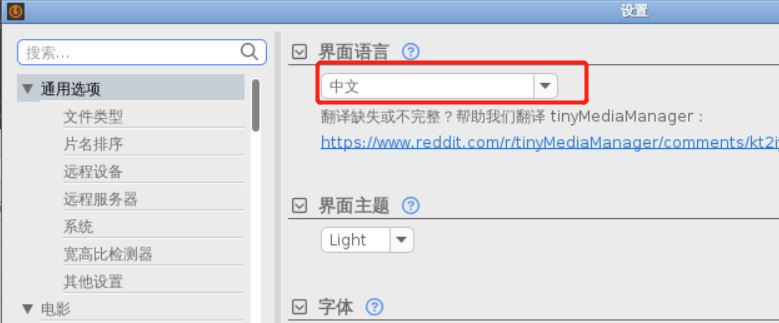 设置
搜索...
通用选项
文件类型
片名排序
远程设备
远程服务器
系统
宽高比检测器
其他设置
电影
界面语言
中文
翻译缺失或不完整？帮助我们翻译 tinyMediaManager：
https://www.reddit.com/r/tinyMediaManager/comments/kt2i
界面主题
Light
字体